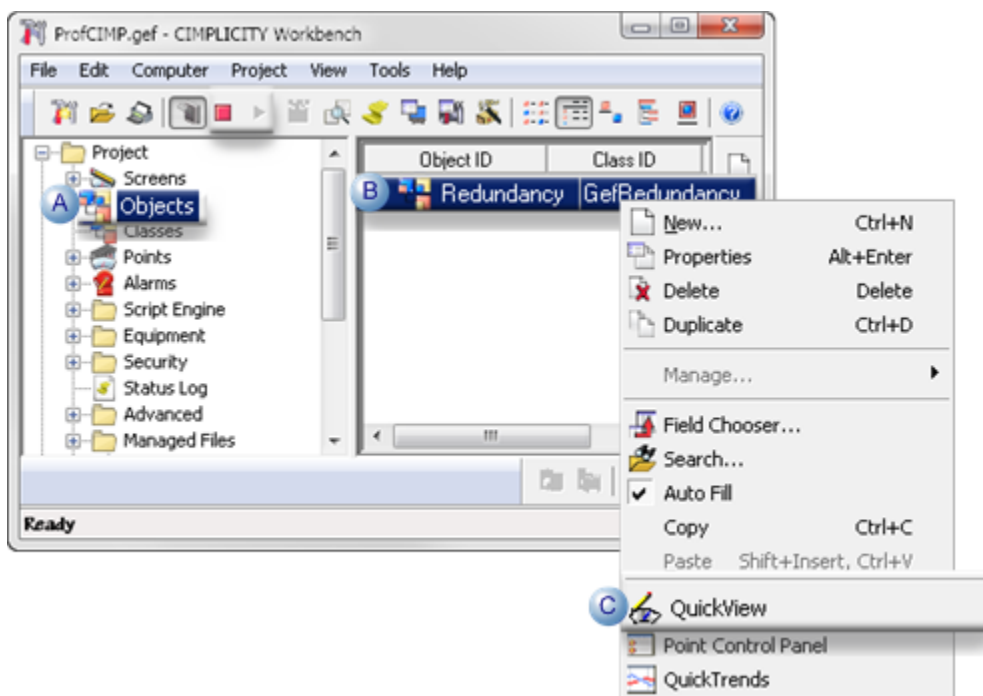 ProfCIMP.gef - CIMPLICITY Workbench
File Edit Computer Project View Tools Help
Project
Screens
A Objects
Classes
Points
Alarms
Script Engine
Equipment
Security
Status Log
Advanced
Managed Files
Object ID Class ID
B Redundancy GefRedundancy
New... Ctrl+N
Properties Alt+Enter
Delete Delete
Duplicate Ctrl+D
Manage...
Field Chooser...
Search...
Auto Fill
Copy Ctrl+C
Paste Shift+Insert, Ctrl+V
C QuickView
Point Control Panel
QuickTrends
Ready